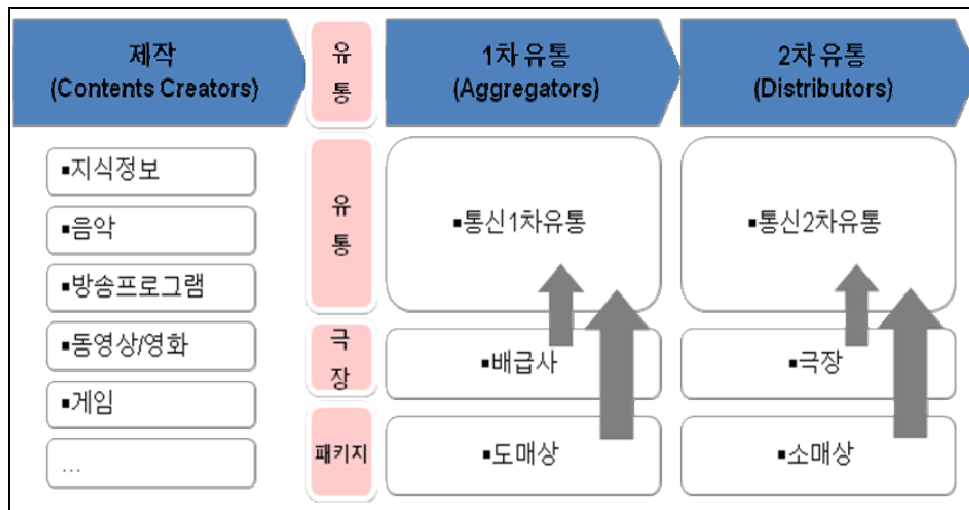 제작
(Contents Creators)
유
통
1차 유통
(Aggregators)
2차 유통
(Distributors)
▪지식정보
▪음악
▪방송프로그램
▪동영상/영화
▪게임
...
유
통
▪통신1차유통
▪통신2차유통
극
장
▪배급사
▪극장
패키지
▪도매상
▪소매상